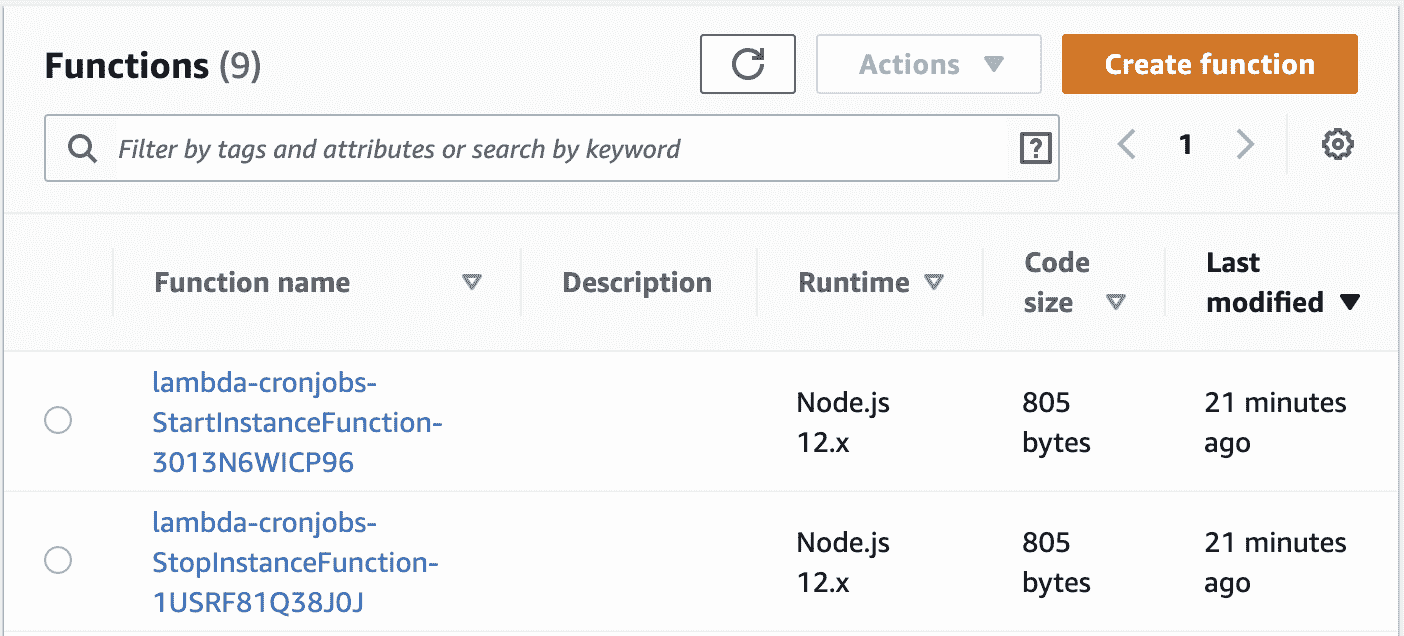 Functions (9)
Actions
Create function
Filter by tags and attributes or search by keyword
?
1
Function name
Description
Runtime
Code
size
Last
modified
lambda-cronjobs-
StartInstanceFunction-
3013N6WICP96
Node.js
12.x
805
bytes
21 minutes
ago
lambda-cronjobs-
StopInstanceFunction-
1USRF81Q38J0J
Node.js
12.x
805
bytes
21 minutes
ago